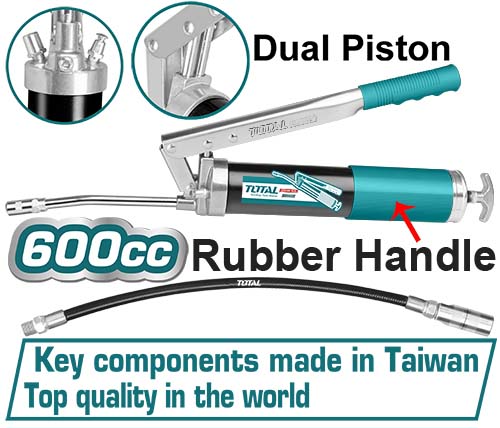 Dual Piston
TOTAL
TOTAL
600cc
Rubber Handle
TOTAL
Key components made in Taiwan
Top quality in the world